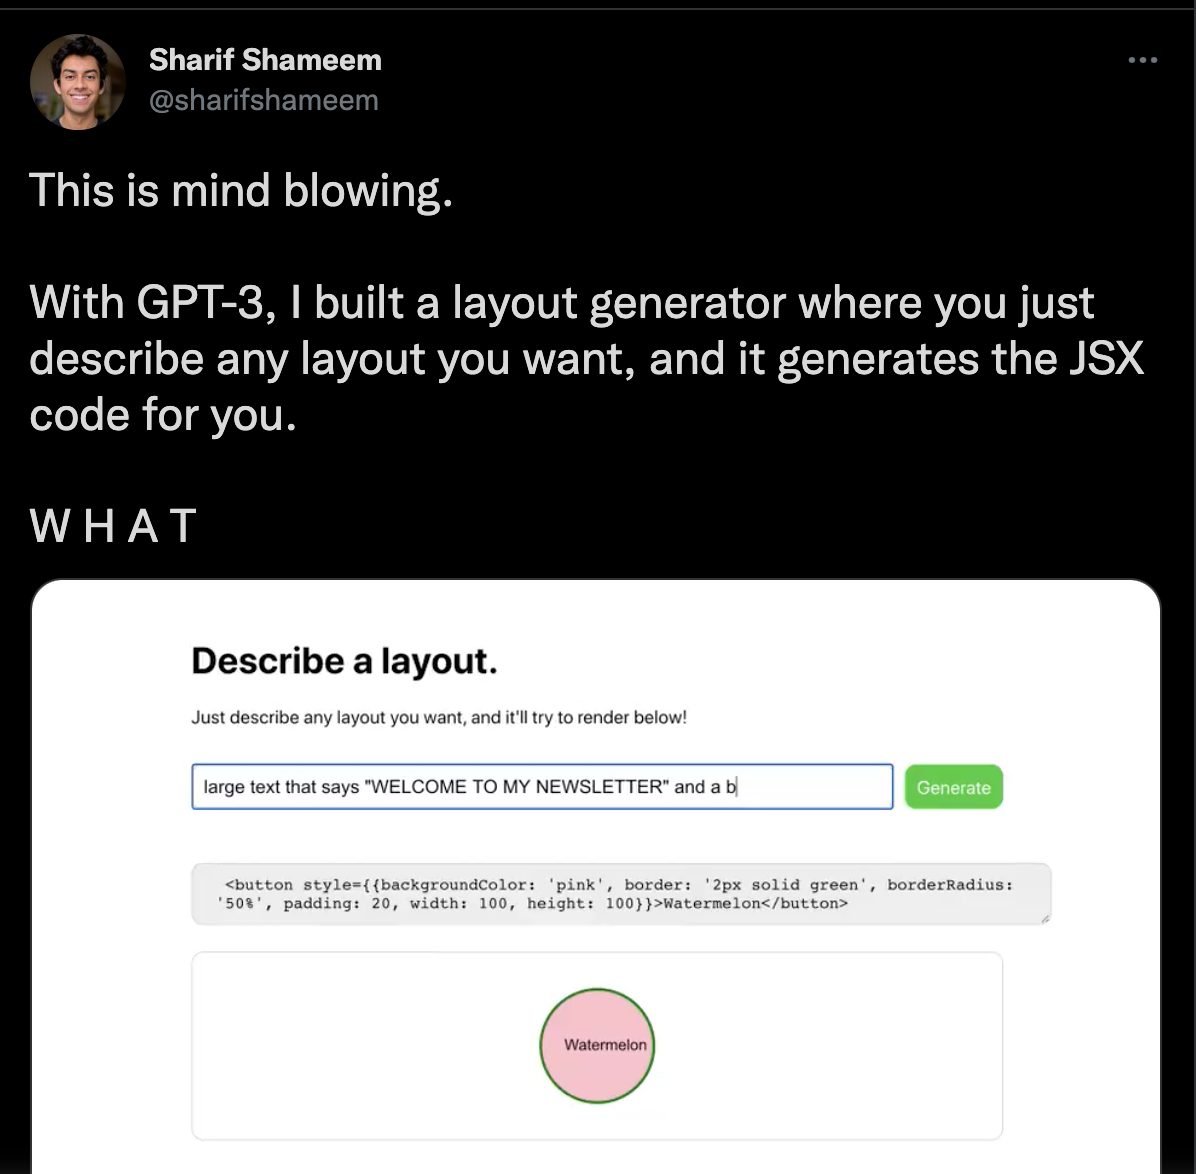 Sharif Shameem
@sharifshameem
This is mind blowing.
With GPT-3, I built a layout generator where you just
describe any layout you want, and it generates the JSX
code for you.
W H A T
Describe a layout.
Just describe any layout you want, and it'll try to render below!
large text that says "WELCOME TO MY NEWSLETTER" and a b
Generate
<button style={{backgroundColor: 'pink', border: '2px solid green', borderRadius:
'50%', padding: 20, width: 100, height: 100}}>Watermelon</button>
Watermelon